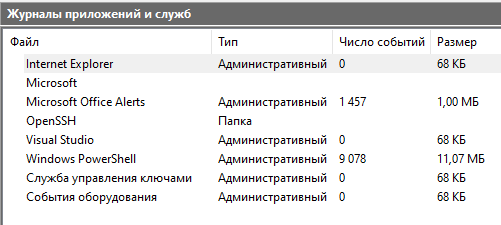 Журналы приложений и служб
Файл Тип Число событий Размер
Internet Explorer Административный 0 68 КБ
Microsoft
Microsoft Office Alerts Административный 1 457 1,00 МБ
OpenSSH Папка
Visual Studio Административный 0 68 КБ
Windows PowerShell Административный 9 078 11,07 МБ
Служба управления ключами Административный 0 68 КБ
События оборудования Административный 0 68 КБ